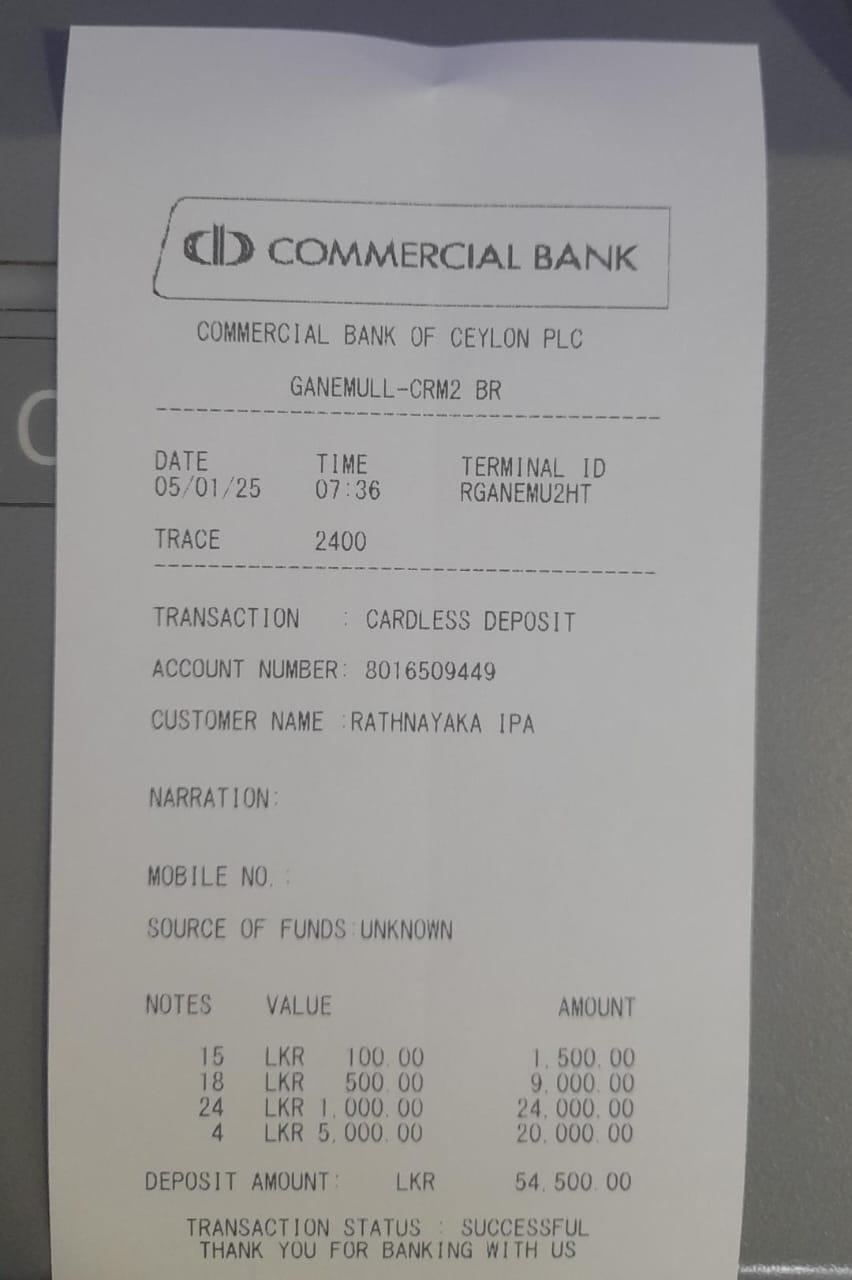 COMMERCIAL BANK
COMMERCIAL BANK OF CEYLON PLC
GANEMULL-CRM2 BR
DATE TIME TERMINAL ID
05/01/25 07:36 RGANEMU2HT
TRACE 2400
TRANSACTION : CARDLESS DEPOSIT
ACCOUNT NUMBER: 8016509449
CUSTOMER NAME :RATHNAYAKA IPA
NARRATION:
MOBILE NO. :
SOURCE OF FUNDS:UNKNOWN
NOTES VALUE AMOUNT
15 LKR 100.00 1,500.00
18 LKR 500.00 9,000.00
24 LKR 1,000.00 24,000.00
4 LKR 5,000.00 20,000.00
DEPOSIT AMOUNT: LKR 54,500.00
TRANSACTION STATUS : SUCCESSFUL
THANK YOU FOR BANKING WITH US